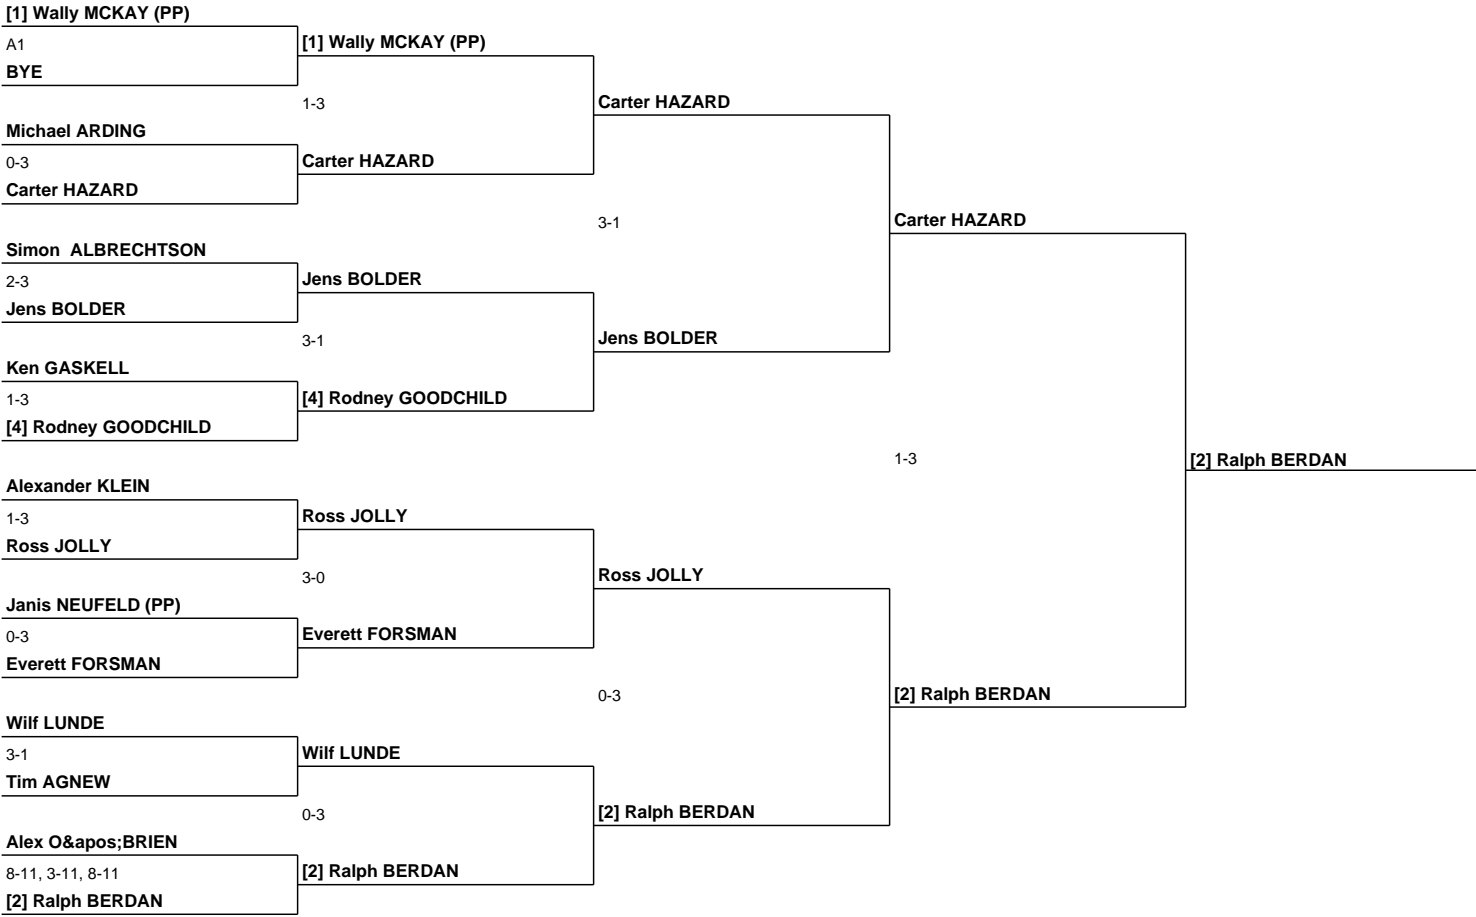 [1] Wally MCKAY (PP)
A1
BYE
[1] Wally MCKAY (PP)
1-3
Michael ARDING
0-3
Carter HAZARD
Carter HAZARD
Carter HAZARD
3-1
Simon  ALBRECHTSON
2-3
Jens BOLDER
Jens BOLDER
3-1
Ken GASKELL
1-3
[4] Rodney GOODCHILD
[4] Rodney GOODCHILD
Jens BOLDER
Carter HAZARD
1-3
Alexander KLEIN
1-3
Ross JOLLY
Ross JOLLY
3-0
Janis NEUFELD (PP)
0-3
Everett FORSMAN
Everett FORSMAN
Ross JOLLY
0-3
Wilf LUNDE
3-1
Tim AGNEW
Wilf LUNDE
0-3
Alex O&apos;BRIEN
8-11, 3-11, 8-11
[2] Ralph BERDAN
[2] Ralph BERDAN
[2] Ralph BERDAN
[2] Ralph BERDAN
[2] Ralph BERDAN